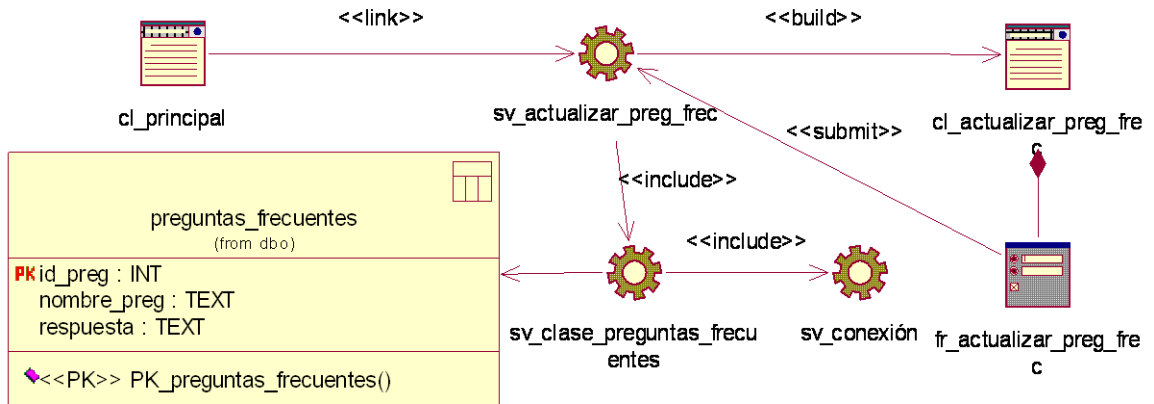 <<link>>
<<build>>
cl_principal
sv_actualizar_preg_frec
cl_actualizar_preg_fre
c
<<submit>>
<<include>>
preguntas_frecuentes
(from dbo)
PK id_preg : INT
nombre_preg : TEXT
respuesta : TEXT
<<PK>> PK_preguntas_frecuentes()
<<include>>
sv_clase_preguntas_frecu
entes
sv_conexión
fr_actualizar_preg_fre
c